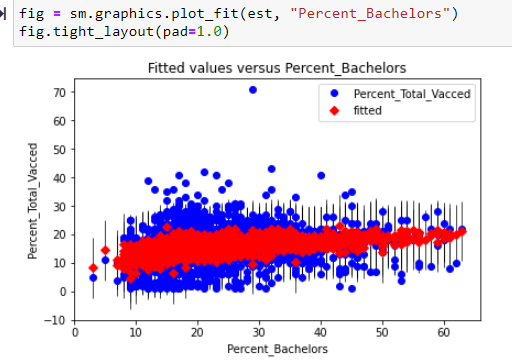 fig = sm.graphics.plot_fit(est, "Percent_Bachelors")
fig.tight_layout(pad=1.0)
Fitted values versus Percent_Bachelors
Percent_Total_Vacced
fitted
70
60
50
40
30
20
10
0
−10
Percent_Total_Vacced
0 10 20 30 40 50 60
Percent_Bachelors